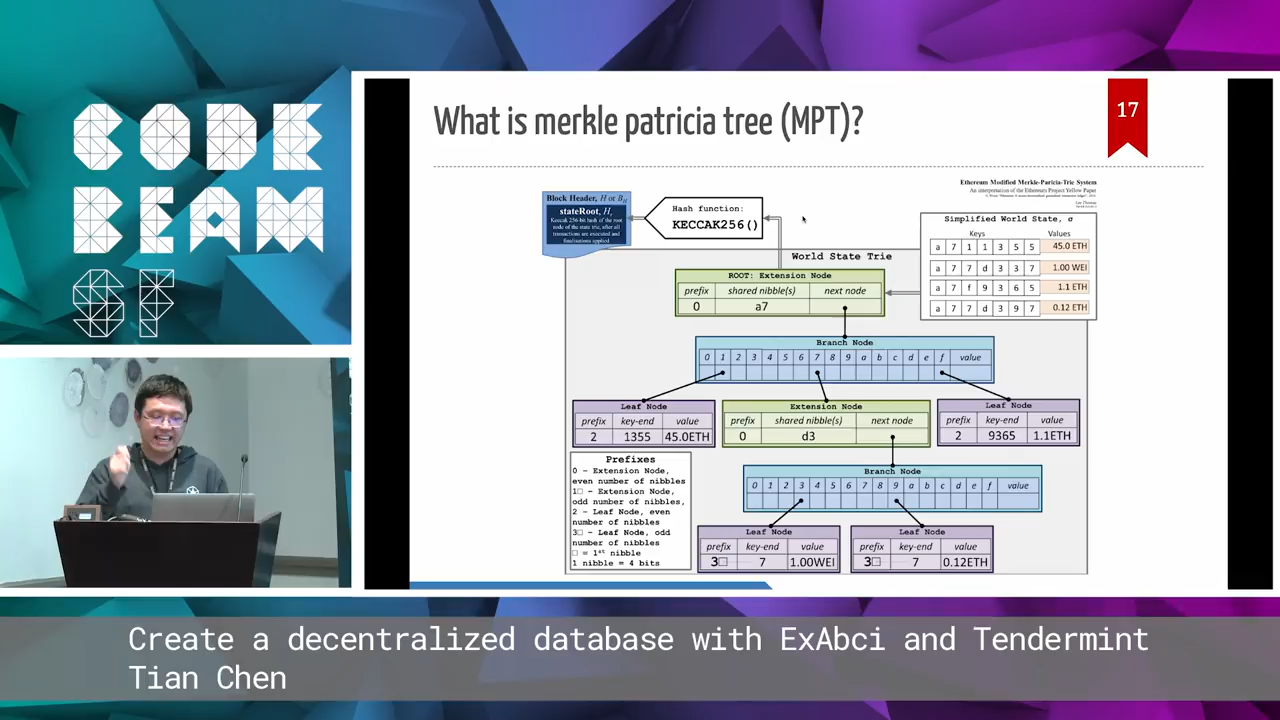 CODE
BEAM
SF
What is merkle patricia tree (MPT)?
17
Block Header, H or B
stateRoot, H
Keccak 256-bit hash of the root
node of the state trie, after all
transactions are executed and
finalisations applied
Hash function:
KECCAK256()
Ethereum Modified Merkle-Paricia-Trie System
An interpretation of the Ethereum Project Yellow Paper
Simplified World State, σ
Keys Values
a 7 1 1 3 5 5 45.0 ETH
a 7 7 d 3 3 7 1.00 WEI
a 7 f 9 3 6 5 1.1 ETH
a 7 7 d 3 9 7 0.12 ETH
World State Trie
ROOT: Extension Node
prefix shared nibble(s) next node
0 a7
Branch Node
0 1 2 3 4 5 6 7 8 9 a b c d e f value
Leaf Node
prefix key-end value
2 1355 45.0ETH
Extension Node
prefix shared nibble(s) next node
0 d3
Leaf Node
prefix key-end value
2 9365 1.1ETH
Prefixes
0 - Extension Node,
even number of nibbles
1□ - Extension Node,
odd number of nibbles,
2 - Leaf Node, even
number of nibbles
3□ - Leaf Node, odd
number of nibbles
□ = 1st nibble
1 nibble = 4 bits
Branch Node
0 1 2 3 4 5 6 7 8 9 a b c d e f value
Leaf Node
prefix key-end value
3□ 7 1.00WEI
Leaf Node
prefix key-end value
3□ 7 0.12ETH
Create a decentralized database with ExAbci and Tendermint
Tian Chen